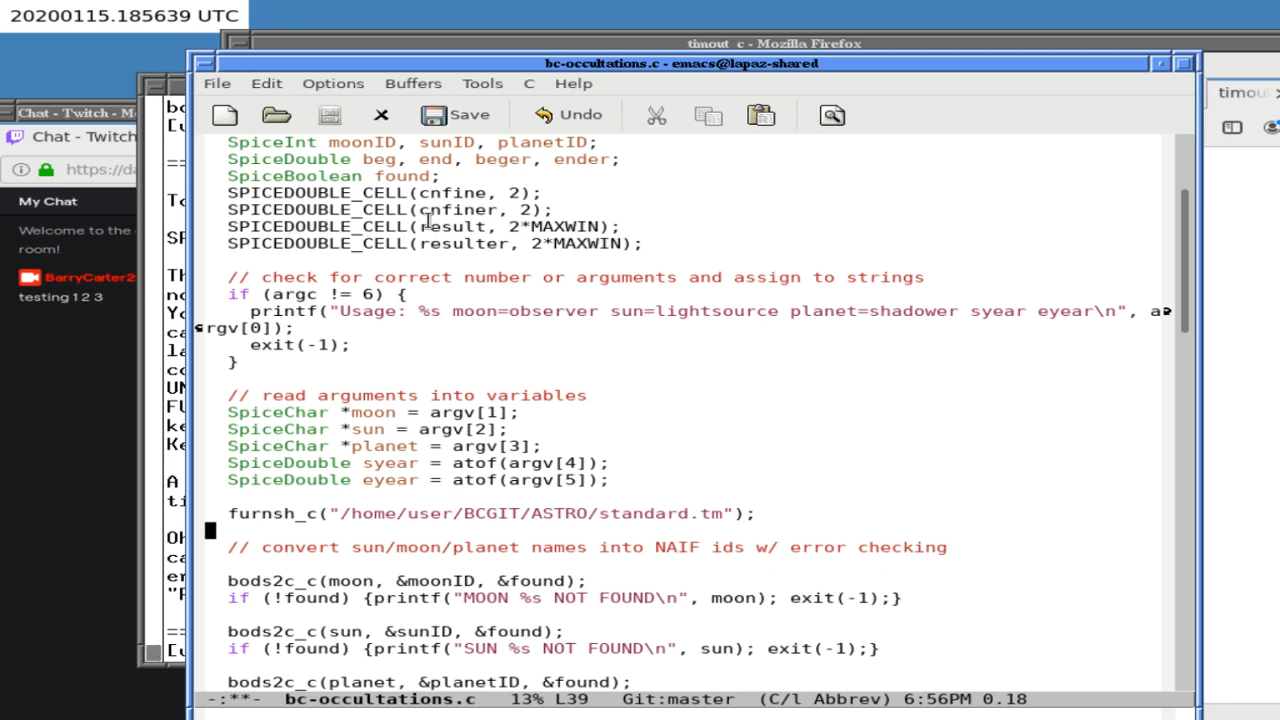 20200115.185639 UTC
timout_c - Mozilla Firefox
bc-occultations.c - emacs@lapaz-shared
File Edit Options Buffers Tools C Help
Save Undo
timou
Chat - Twitch - M
Chat - Twitch
https://da
My Chat
Welcome to the
room!
BarryCarter2
testing 1 2 3
SpiceInt moonID, sunID, planetID;
SpiceDouble beg, end, beger, ender;
SpiceBoolean found;
SPICEDOUBLE_CELL(cnfine, 2);
SPICEDOUBLE_CELL(cnfiner, 2);
SPICEDOUBLE_CELL(result, 2*MAXWIN);
SPICEDOUBLE_CELL(resulter, 2*MAXWIN);
// check for correct number or arguments and assign to strings
if (argc != 6) {
printf("Usage: %s moon=observer sun=lightsource planet=shadower syear eyear\n", a
rgv[0]);
exit(-1);
}
// read arguments into variables
SpiceChar *moon = argv[1];
SpiceChar *sun = argv[2];
SpiceChar *planet = argv[3];
SpiceDouble syear = atof(argv[4]);
SpiceDouble eyear = atof(argv[5]);
furnsh_c("/home/user/BCGIT/ASTRO/standard.tm");
// convert sun/moon/planet names into NAIF ids w/ error checking
bods2c_c(moon, &moonID, &found);
if (!found) {printf("MOON %s NOT FOUND\n", moon); exit(-1);}
bods2c_c(sun, &sunID, &found);
if (!found) {printf("SUN %s NOT FOUND\n", sun); exit(-1);}
bods2c_c(planet, &planetID, &found);
-:**- bc-occultations.c 13% L39 Git:master (C/l Abbrev) 6:56PM 0.18